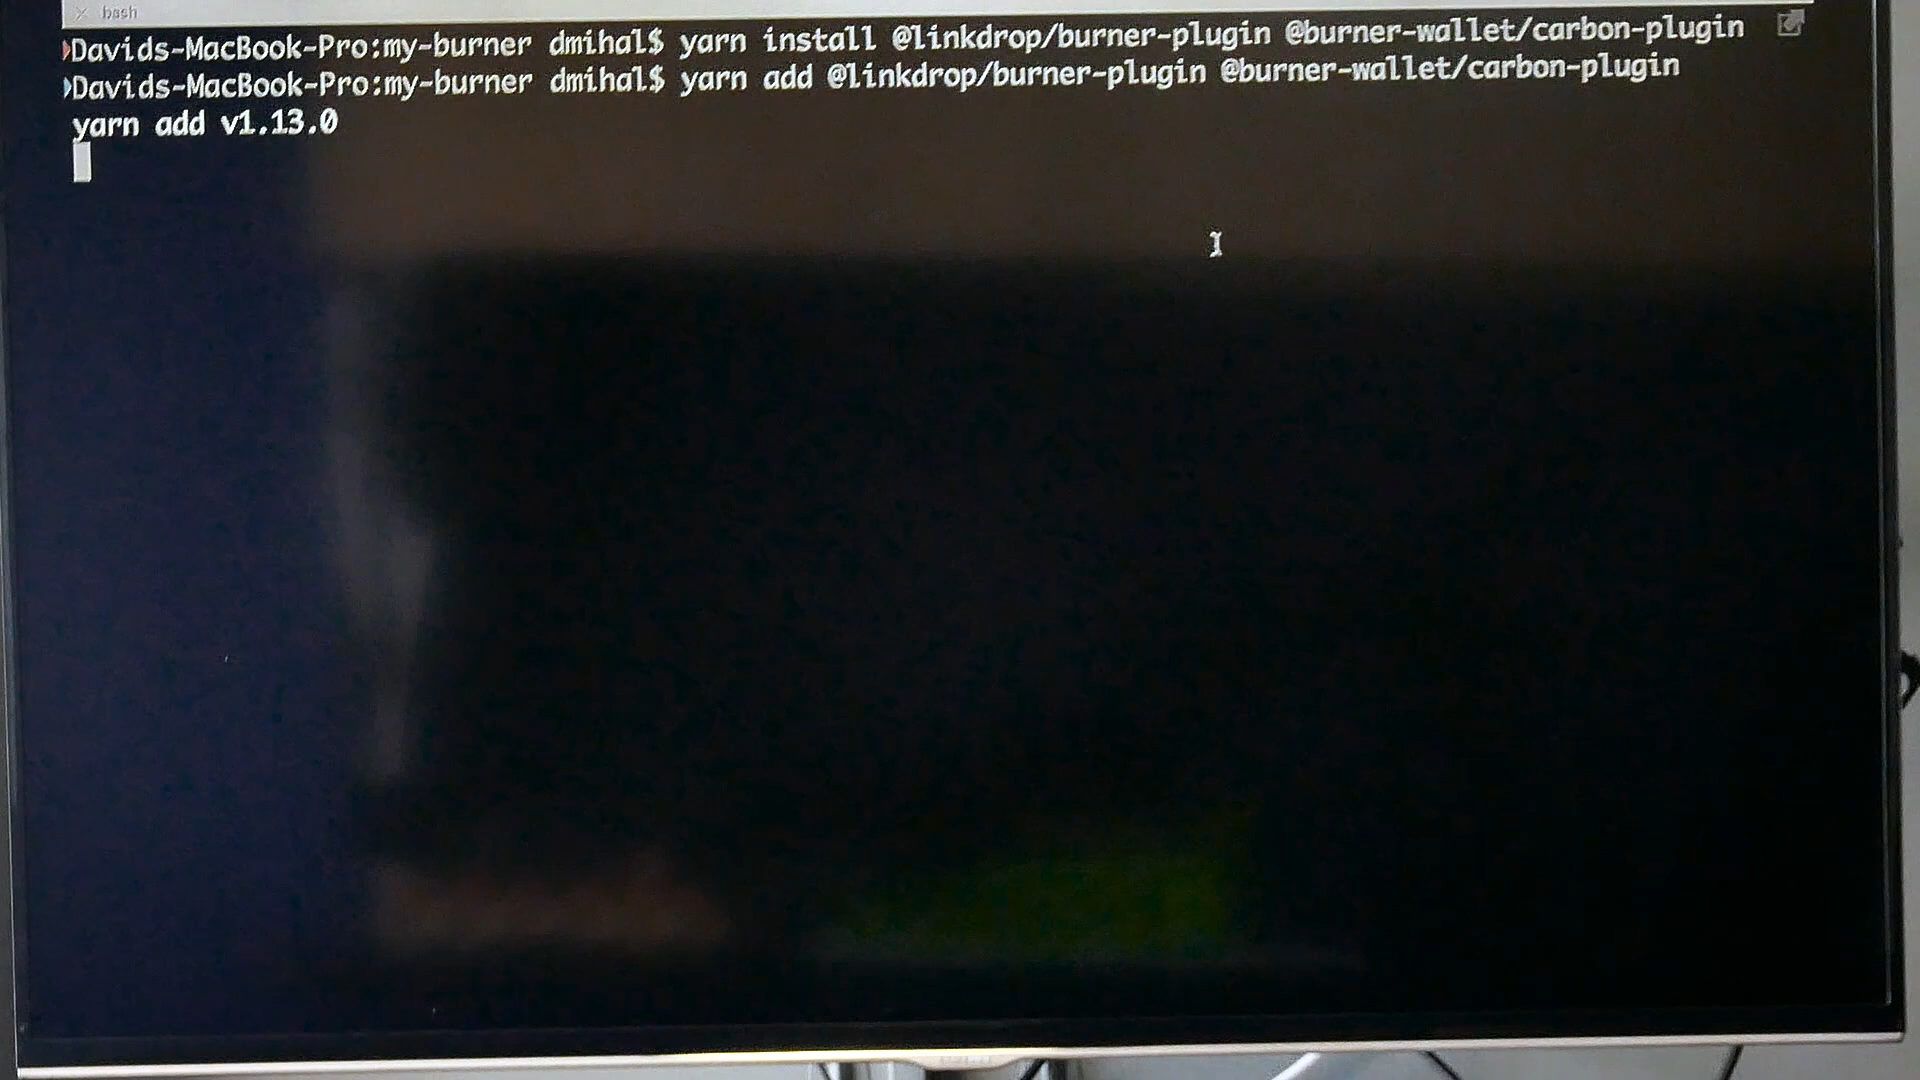 bash
Davids-MacBook-Pro:my-burner dmihal$ yarn install @linkdrop/burner-plugin @burner-wallet/carbon-plugin
Davids-MacBook-Pro:my-burner dmihal$ yarn add @linkdrop/burner-plugin @burner-wallet/carbon-plugin
yarn add v1.13.0